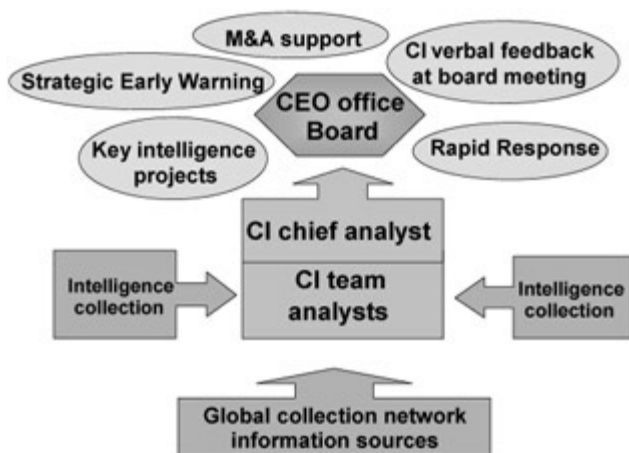 M&A support
CI verbal feedback
at board meeting
Strategic Early Warning
CEO office
Board
Key intelligence
projects
Rapid Response
CI chief analyst
CI team
analysts
Intelligence
collection
Intelligence
collection
Global collection network
information sources